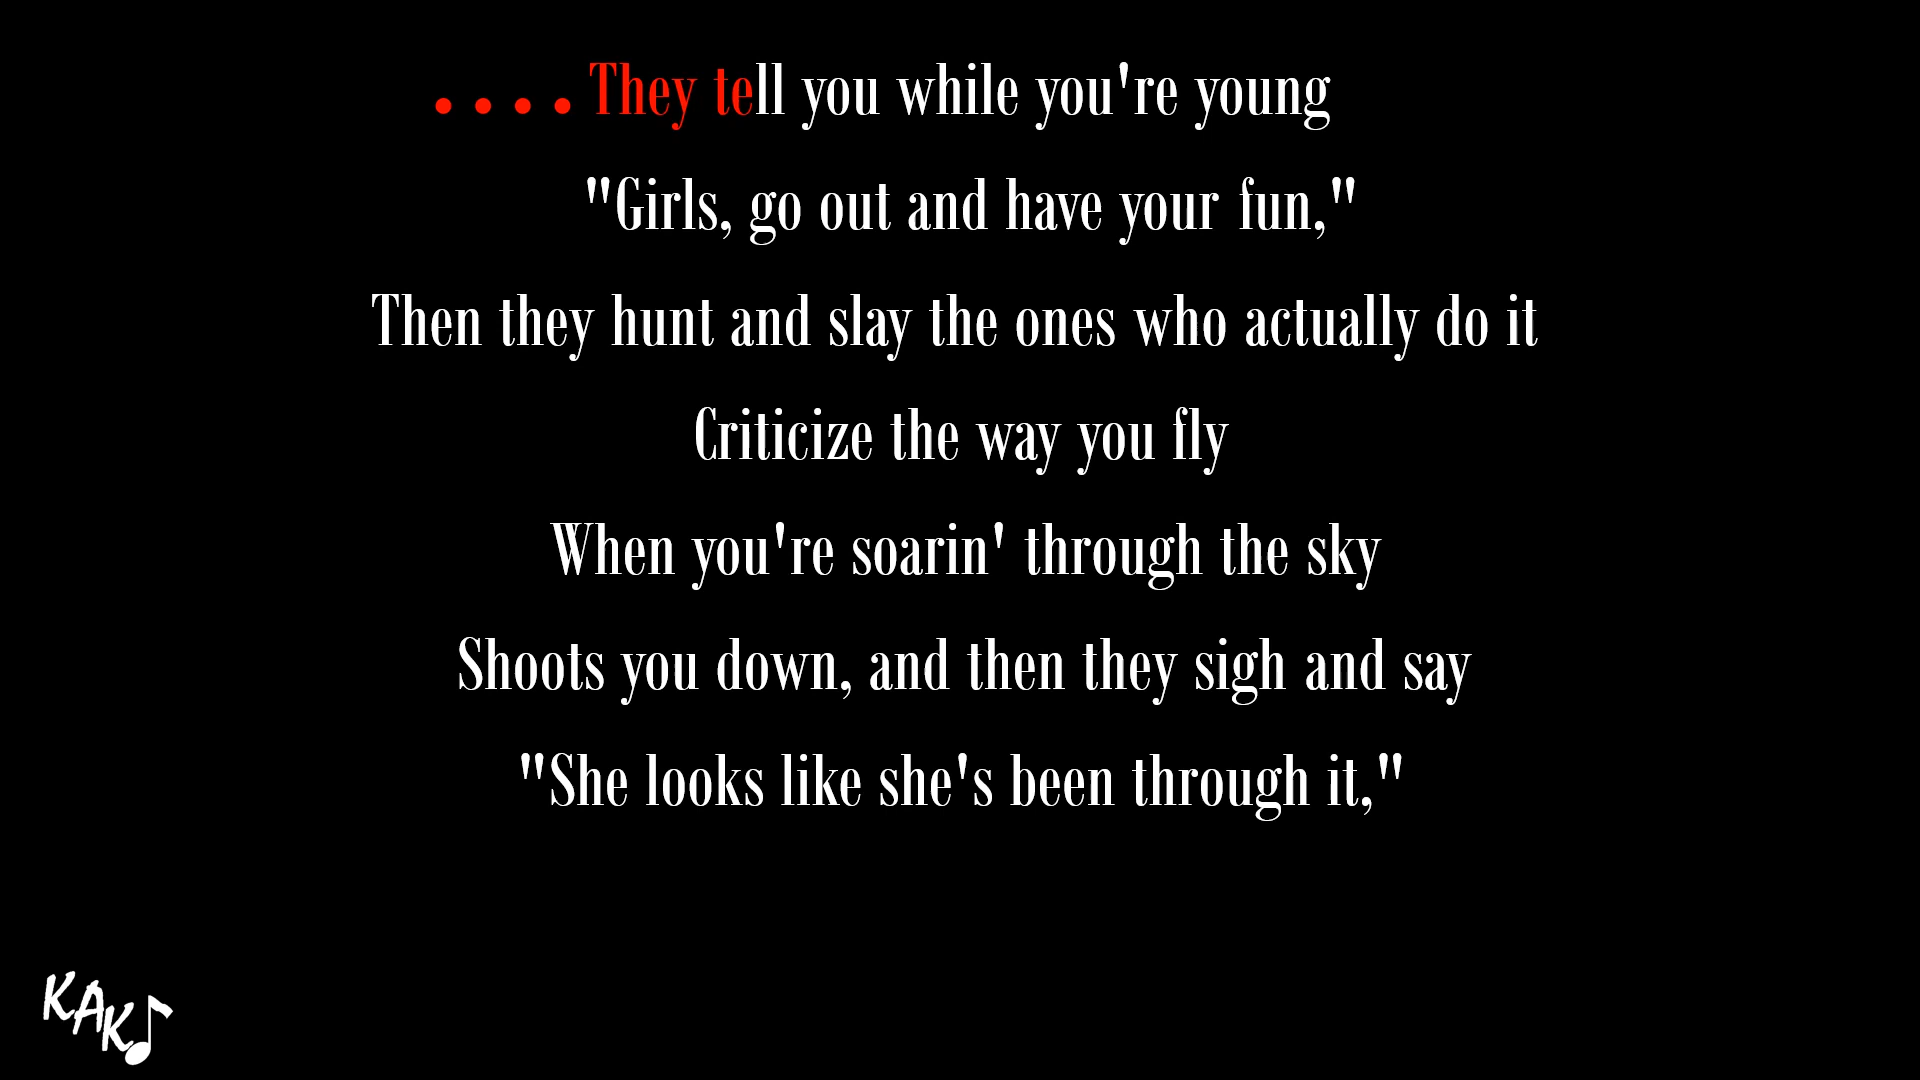 ....They tell you while you're young
"Girls, go out and have your fun,"
Then they hunt and slay the ones who actually do it
Criticize the way you fly
When you're soarin' through the sky
Shoots you down, and then they sigh and say
"She looks like she's been through it,"
KAK